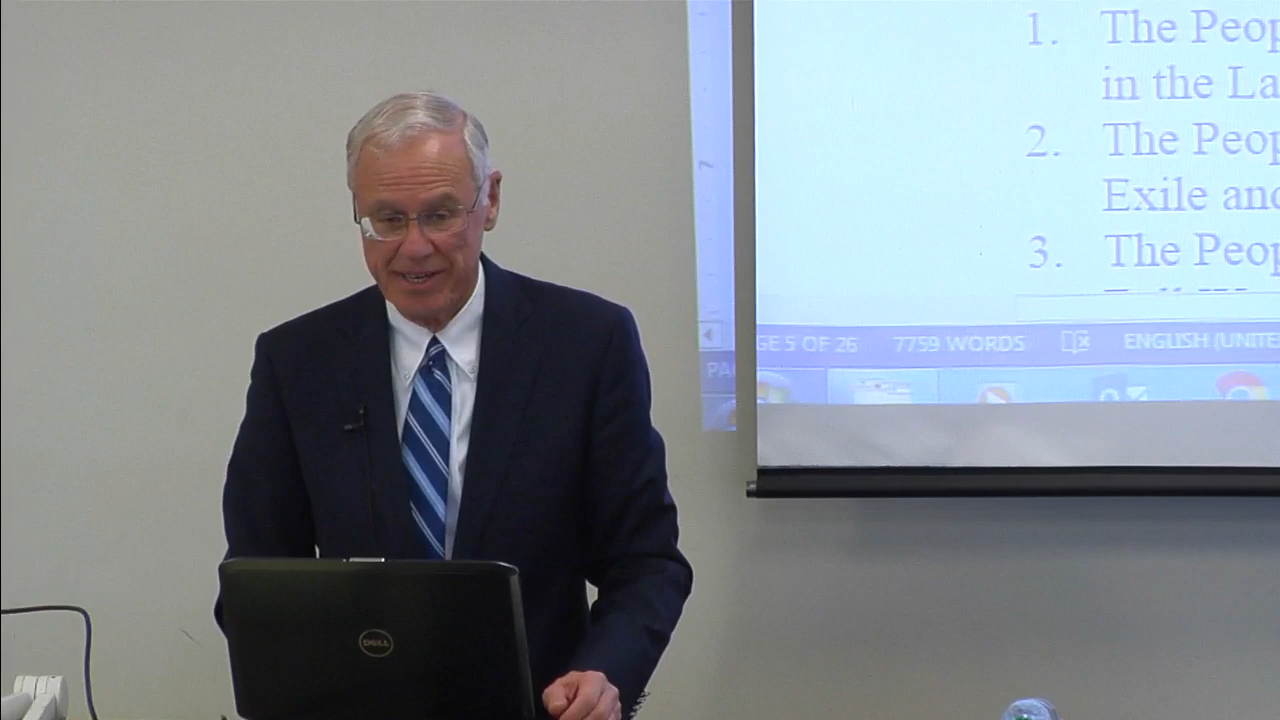 1. The Peop
in the La
2. The Peop
Exile and
3. The Peop
GE 5 OF 26 7759 WORDS ENGLISH (UNITE
PA
DELL